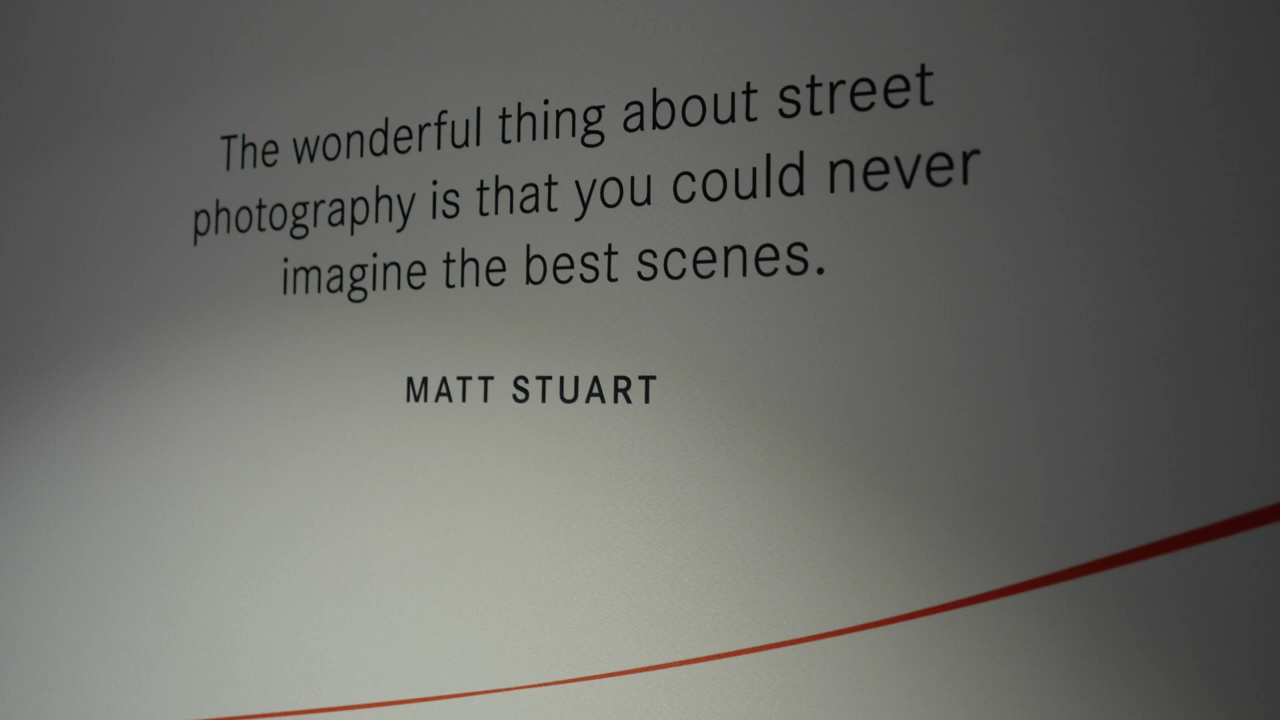 The wonderful thing about street
photography is that you could never
imagine the best scenes.
MATT STUART